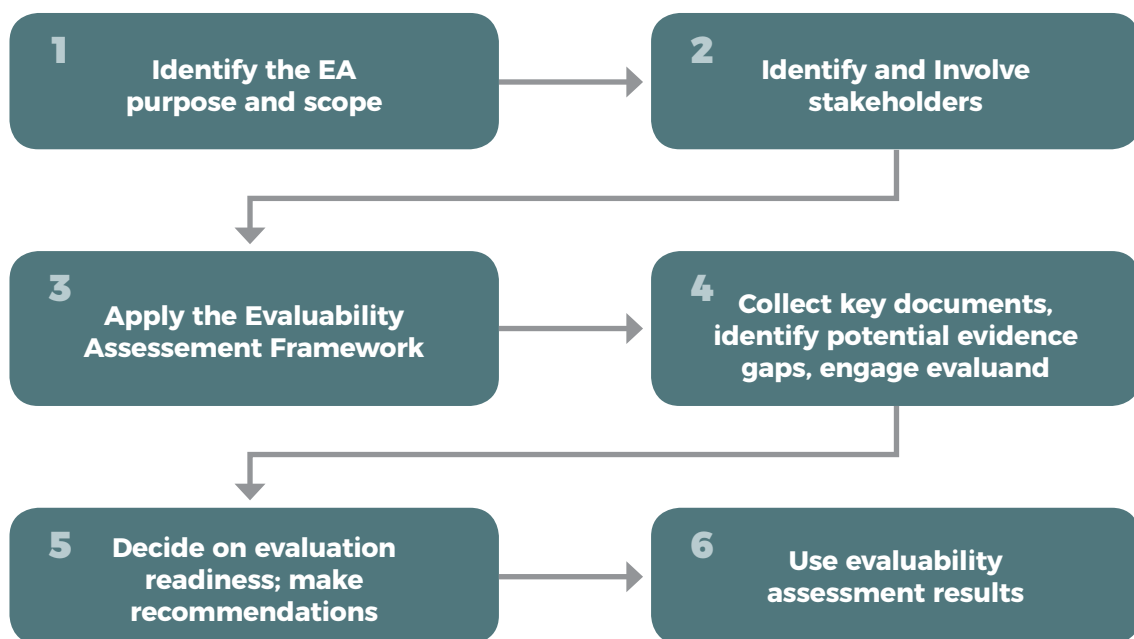 1
Identify the EA
purpose and scope
2
Identify and Involve
stakeholders
3
Apply the Evaluability
Assessement Framework
4
Collect key documents,
identify potential evidence
gaps, engage evaluand
5
Decide on evaluation
readiness; make
recommendations
6
Use evaluability
assessment results